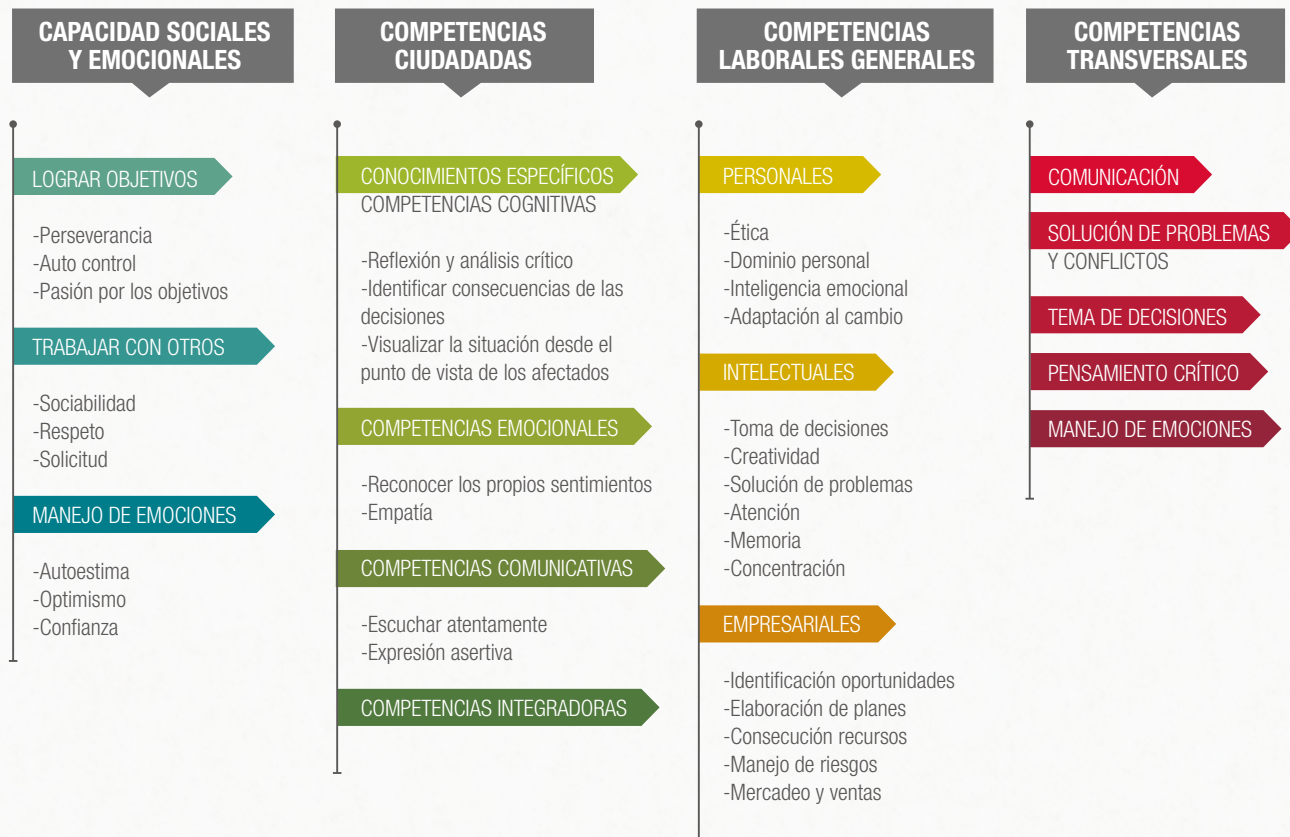 CAPACIDAD SOCIALES
Y EMOCIONALES
LOGRAR OBJETIVOS
-Perseverancia
-Auto control
-Pasión por los objetivos
TRABAJAR CON OTROS
-Sociabilidad
-Respeto
-Solicitud
MANEJO DE EMOCIONES
-Autoestima
-Optimismo
-Confianza
COMPETENCIAS
CIUDADADAS
CONOCIMIENTOS ESPECÍFICOS
COMPETENCIAS COGNITIVAS
-Reflexión y análisis crítico
-Identificar consecuencias de las
decisiones
-Visualizar la situación desde el
punto de vista de los afectados
COMPETENCIAS EMOCIONALES
-Reconocer los propios sentimientos
-Empatía
COMPETENCIAS COMUNICATIVAS
-Escuchar atentamente
-Expresión asertiva
COMPETENCIAS INTEGRADORAS
COMPETENCIAS
LABORALES GENERALES
PERSONALES
-Ética
-Dominio personal
-Inteligencia emocional
-Adaptación al cambio
INTELECTUALES
-Toma de decisiones
-Creatividad
-Solución de problemas
-Atención
-Memoria
-Concentración
EMPRESARIALES
-Identificación oportunidades
-Elaboración de planes
-Consecución recursos
-Manejo de riesgos
-Mercadeo y ventas
COMPETENCIAS
TRANSVERSALES
COMUNICACIÓN
SOLUCIÓN DE PROBLEMAS
Y CONFLICTOS
TEMA DE DECISIONES
PENSAMIENTO CRÍTICO
MANEJO DE EMOCIONES